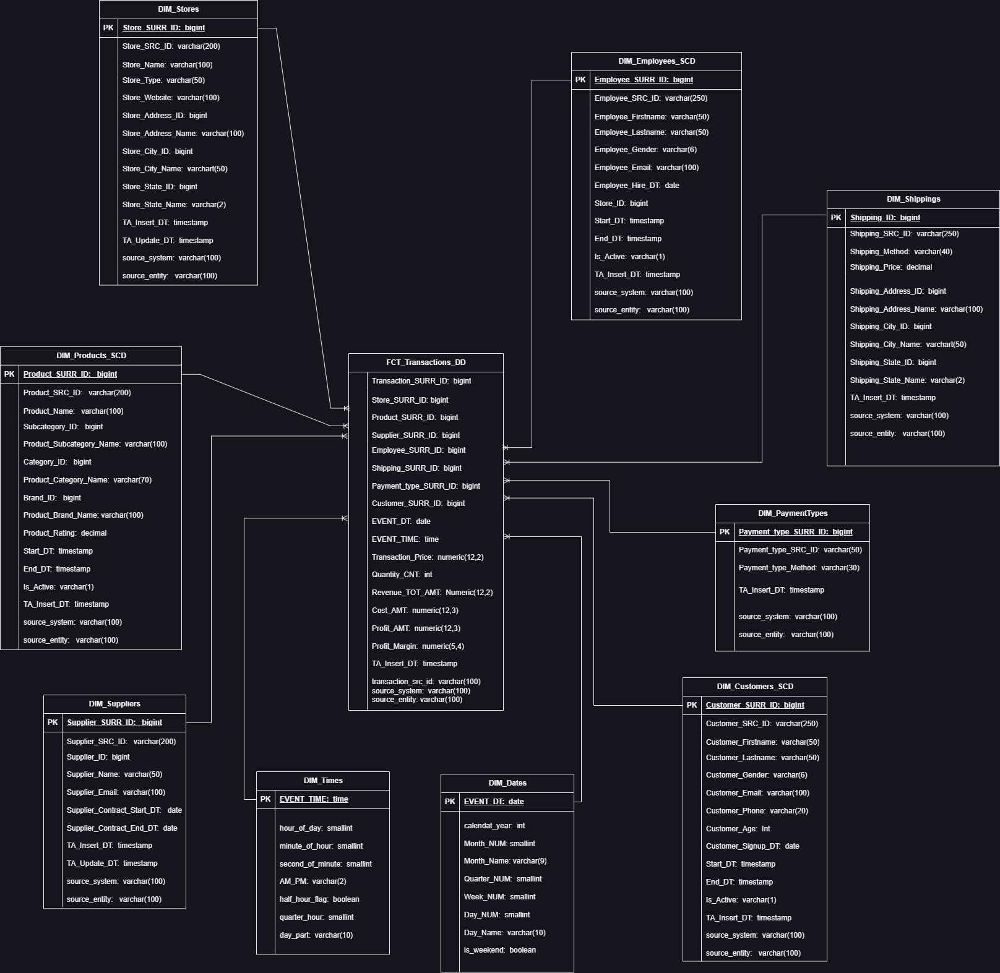 DIM_Stores
PK Store_SURR_ID: bigint
Store_SRC_ID: varchar(200)
Store_Name: varchar(100)
Store_Type: varchar(50)
Store_Website: varchar(100)
Store_Address_ID: bigint
Store_Address_Name: varchar(100)
Store_City_ID: bigint
Store_City_Name: varchart(50)
Store_State_ID: bigint
Store_State_Name: varchar(2)
TA_Insert_DT: timestamp
TA_Update_DT: timestamp
source_system: varchar(100)
source_entity: varchar(100)
DIM_Employees_SCD
PK Employee_SURR_ID: bigint
Employee_SRC_ID: varchar(250)
Employee_Firstname: varchar(50)
Employee_Lastname: varchar(50)
Employee_Gender: varchar(6)
Employee_Email: varchar(100)
Employee_Hire_DT: date
Store_ID: bigint
Start_DT: timestamp
End_DT: timestamp
Is_Active: varchar(1)
TA_Insert_DT: timestamp
source_system: varchar(100)
source_entity: varchar(100)
DIM_Shippings
PK Shipping_ID: bigint
Shipping_SRC_ID: varchar(250)
Shipping_Method: varchar(40)
Shipping_Price: decimal
Shipping_Address_ID: bigint
Shipping_Address_Name: varchar(100)
Shipping_City_ID: bigint
Shipping_City_Name: varchart(50)
Shipping_State_ID: bigint
Shipping_State_Name: varchar(2)
TA_Insert_DT: timestamp
source_system: varchar(100)
source_entity: varchar(100)
DIM_Products_SCD
PK Product_SURR_ID: bigint
Product_SRC_ID: varchar(200)
Product_Name: varchar(100)
Subcategory_ID: bigint
Product_Subcategory_Name: varchar(100)
Category_ID: bigint
Product_Category_Name: varchar(70)
Brand_ID: bigint
Product_Brand_Name: varchar(100)
Product_Rating: decimal
Start_DT: timestamp
End_DT: timestamp
Is_Active: varchar(1)
TA_Insert_DT: timestamp
source_system: varchar(100)
source_entity: varchar(100)
FCT_Transactions_DD
Transaction_SURR_ID: bigint
Store_SURR_ID: bigint
Product_SURR_ID: bigint
Supplier_SURR_ID: bigint
Employee_SURR_ID: bigint
Shipping_SURR_ID: bigint
Payment_type_SURR_ID: bigint
Customer_SURR_ID: bigint
EVENT_DT: date
EVENT_TIME: time
Transaction_Price: numeric(12,2)
Quantity_CNT: int
Revenue_TOT_AMT: Numeric(12,2)
Cost_AMT: numeric(12,3)
Profit_AMT: numeric(12,3)
Profit_Margin: numeric(5,4)
TA_Insert_DT: timestamp
transaction_src_id: varchar(100)
source_system: varchar(100)
source_entity: varchar(100)
DIM_PaymentTypes
PK Payment_type_SURR_ID: bigint
Payment_type_SRC_ID: varchar(50)
Payment_type_Method: varchar(30)
TA_Insert_DT: timestamp
source_system: varchar(100)
source_entity: varchar(100)
DIM_Suppliers
PK Supplier_SURR_ID: bigint
Supplier_SRC_ID: varchar(200)
Supplier_ID: bigint
Supplier_Name: varchar(50)
Supplier_Email: varchar(100)
Supplier_Contract_Start_DT: date
Supplier_Contract_End_DT: date
TA_Insert_DT: timestamp
TA_Update_DT: timestamp
source_system: varchar(100)
source_entity: varchar(100)
DIM_Times
PK EVENT_TIME: time
hour_of_day: smallint
minute_of_hour: smallint
second_of_minute: smallint
AM_PM: varchar(2)
half_hour_flag: boolean
quarter_hour: smallint
day_part: varchar(10)
DIM_Dates
PK EVENT_DT: date
calendat_year: int
Month_NUM: smallint
Month_Name: varchar(9)
Quarter_NUM: smallint
Week_NUM: smallint
Day_NUM: smallint
Day_Name: varchar(10)
is_weekend: boolean
DIM_Customers_SCD
PK Customer_SURR_ID: bigint
Customer_SRC_ID: varchar(250)
Customer_Firstname: varchar(50)
Customer_Lastname: varchar(50)
Customer_Gender: varchar(6)
Customer_Email: varchar(100)
Customer_Phone: varchar(20)
Customer_Age: Int
Customer_Signup_DT: date
Start_DT: timestamp
End_DT: timestamp
Is_Active: varchar(1)
TA_Insert_DT: timestamp
source_system: varchar(100)
source_entity: varchar(100)